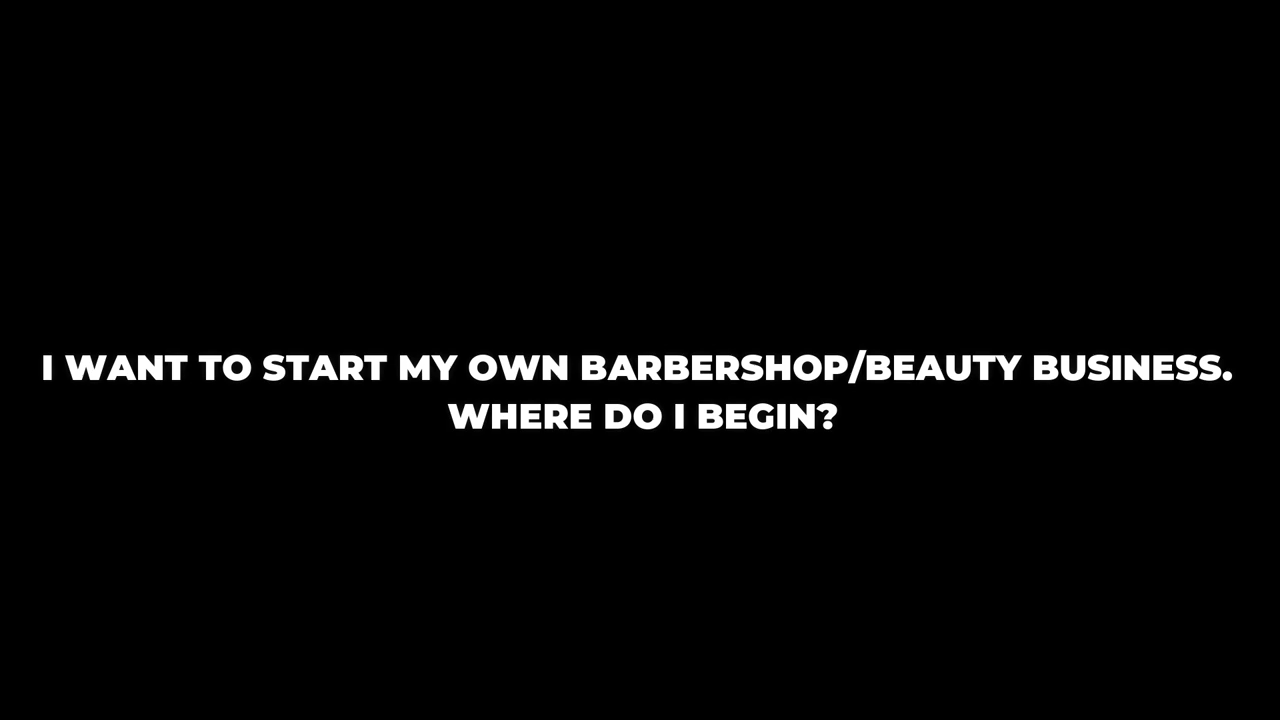 I WANT TO START MY OWN BARBERSHOP/BEAUTY BUSINESS.
WHERE DO I BEGIN?